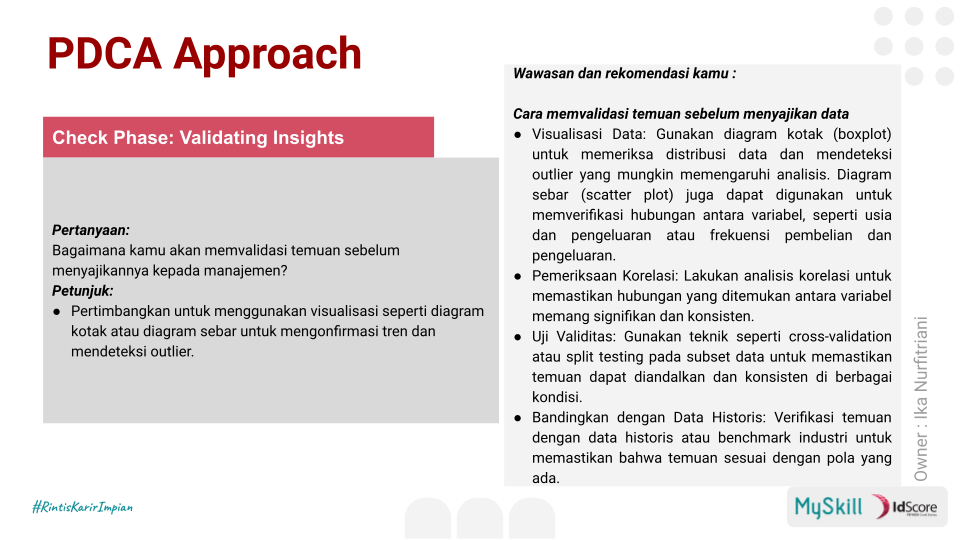 PDCA Approach
Check Phase: Validating Insights
Pertanyaan:
Bagaimana kamu akan memvalidasi temuan sebelum
menyajikannya kepada manajemen?
Petunjuk:
● Pertimbangkan untuk menggunakan visualisasi seperti diagram
kotak atau diagram sebar untuk mengonfirmasi tren dan
mendeteksi outlier.
Wawasan dan rekomendasi kamu :
Cara memvalidasi temuan sebelum menyajikan data
● Visualisasi Data: Gunakan diagram kotak (boxplot)
untuk memeriksa distribusi data dan mendeteksi
outlier yang mungkin memengaruhi analisis. Diagram
sebar (scatter plot) juga dapat digunakan untuk
memverifikasi hubungan antara variabel, seperti usia
dan pengeluaran atau frekuensi pembelian dan
pengeluaran.
● Pemeriksaan Korelasi: Lakukan analisis korelasi untuk
memastikan hubungan yang ditemukan antara variabel
memang signifikan dan konsisten.
● Uji Validitas: Gunakan teknik seperti cross-validation
atau split testing pada subset data untuk memastikan
temuan dapat diandalkan dan konsisten di berbagai
kondisi.
● Bandingkan dengan Data Historis: Verifikasi temuan
dengan data historis atau benchmark industri untuk
memastikan bahwa temuan sesuai dengan pola yang
ada.
Owner : Ika Nurfitriani
#RintisKarirImpian
MySkill
IdScore